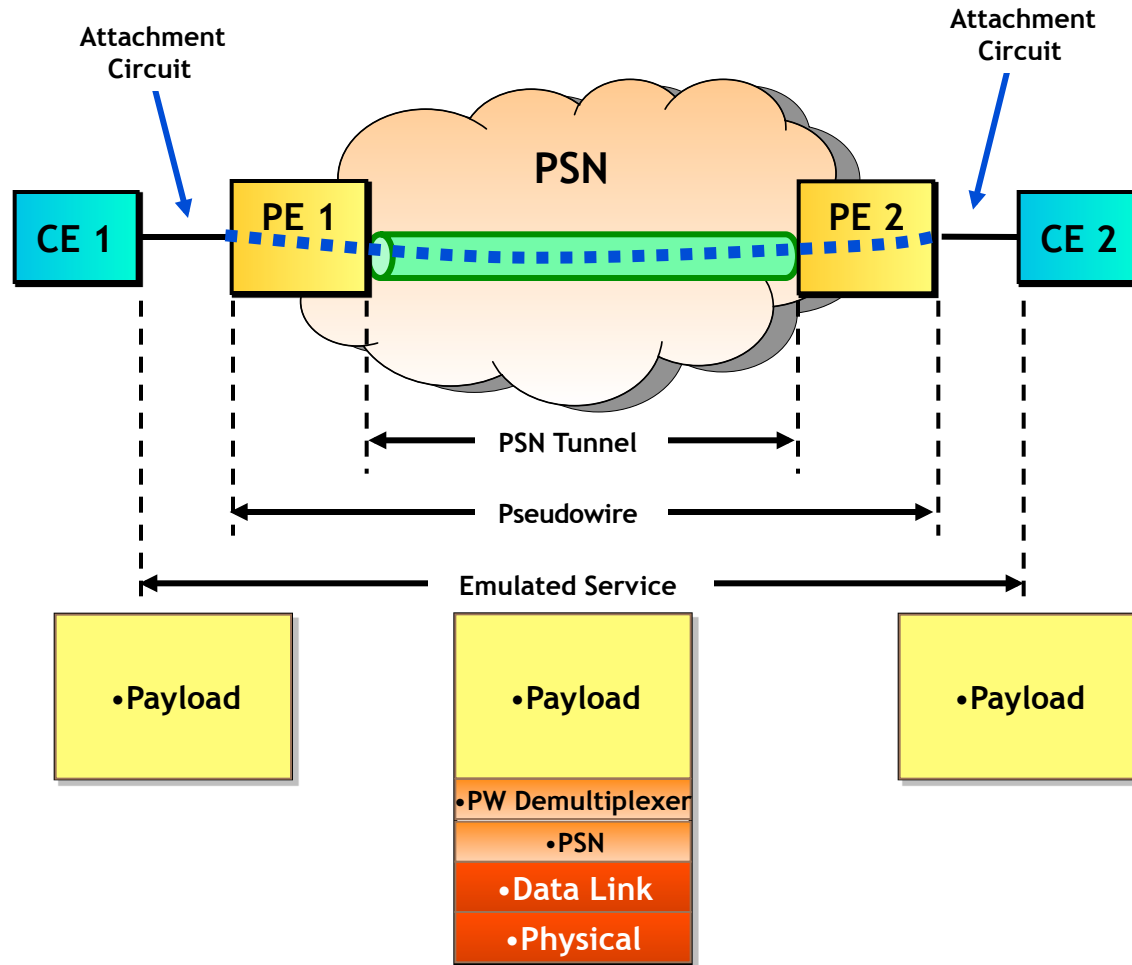 Attachment
Circuit
Attachment
Circuit
PSN
CE 1
PE 1
PE 2
CE 2
PSN Tunnel
Pseudowire
Emulated Service
•Payload
•Payload
•Payload
•PW Demultiplexer
•PSN
•Data Link
•Physical